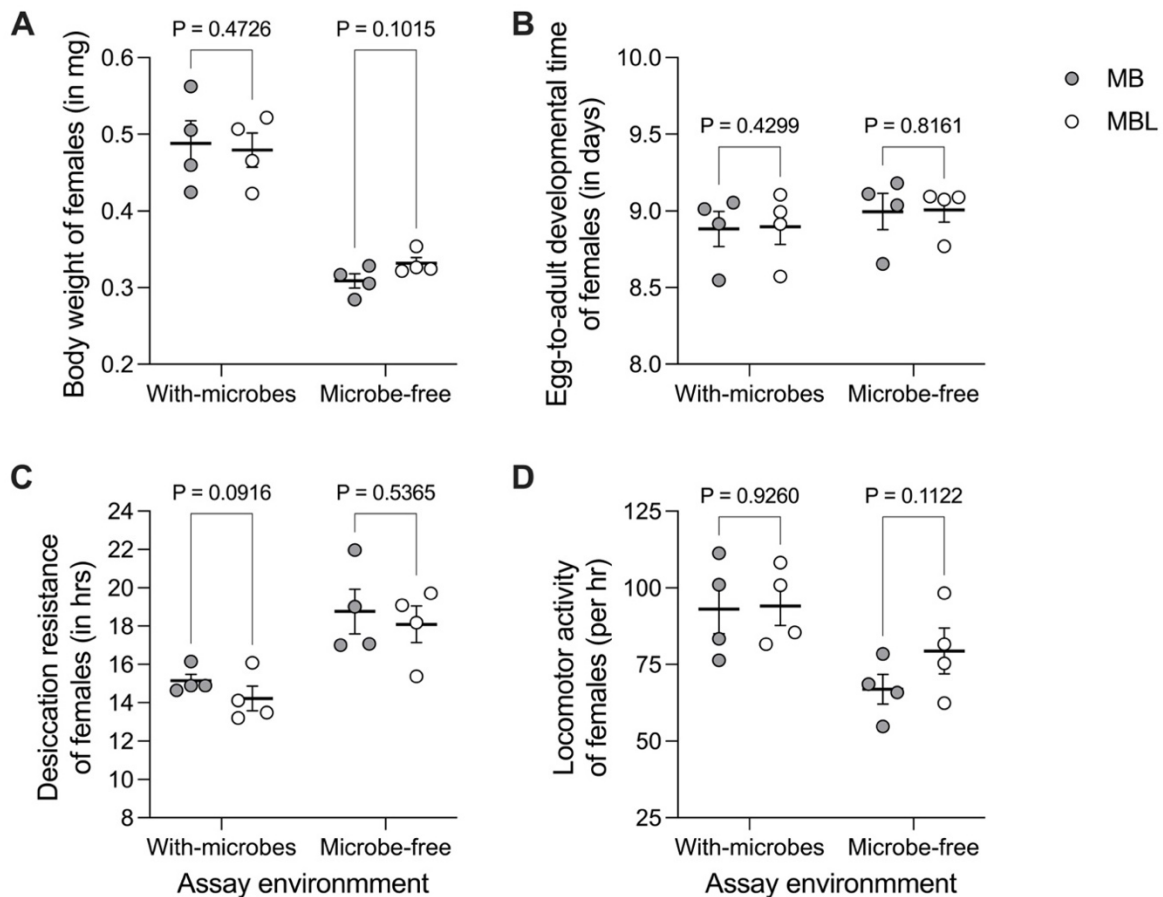 A
P = 0.4726
P = 0.1015
Body weight of females (in mg)
0.6
0.5
0.4
0.3
0.2
With-microbes
Microbe-free
B
P = 0.4299
P = 0.8161
Egg-to-adult developmental time
of females (in days)
10.0
9.5
9.0
8.5
8.0
With-microbes
Microbe-free
MB
MBL
C
P = 0.0916
P = 0.5365
Desiccation resistance
of females (in hrs)
24
22
20
18
16
14
12
10
8
With-microbes
Microbe-free
Assay environmment
D
P = 0.9260
P = 0.1122
Locomotor activity
of females (per hr)
125
100
75
50
25
With-microbes
Microbe-free
Assay environmment